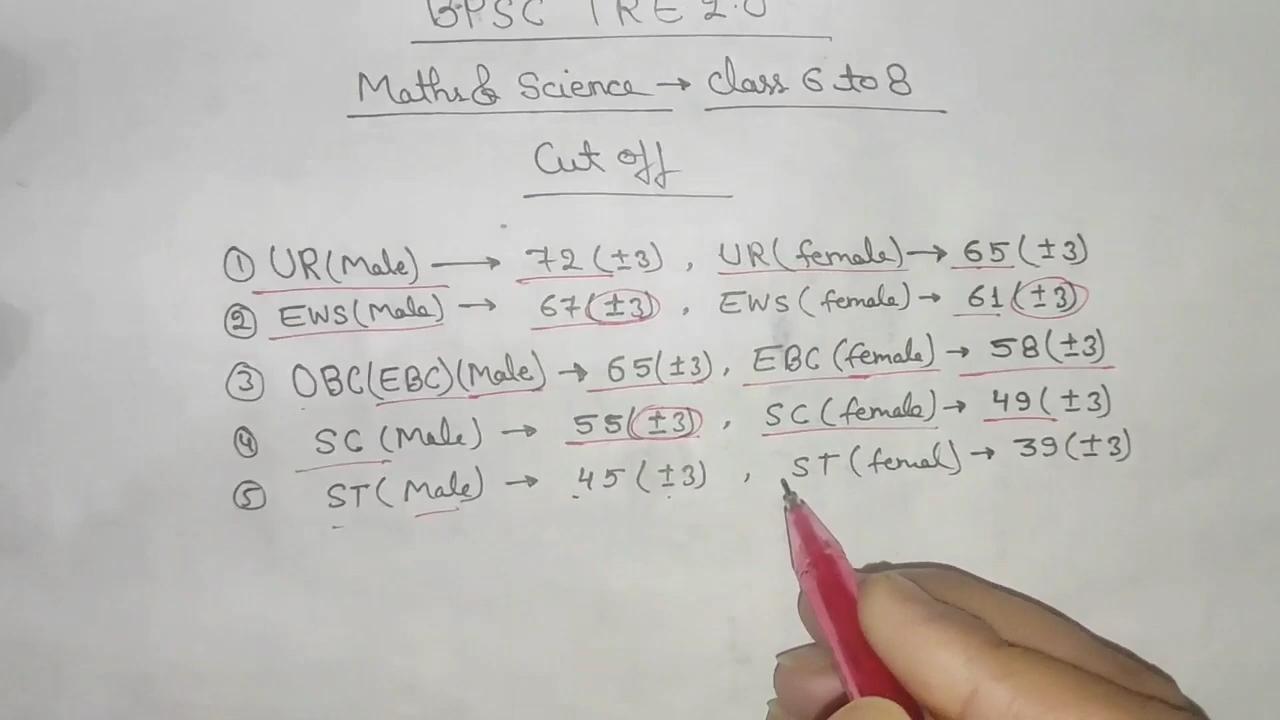 BPSC TRE 2.0
Maths & Science → class 6 to 8
Cut off
① UR(Male) → 72(±3), UR(female) → 65(±3)
② EWS(Male) → 67(±3), EWS(female) → 61(±3)
③ OBC(EBC)(Male) → 65(±3), EBC(female) → 58(±3)
④ SC(Male) → 55(±3), SC(female) → 49(±3)
⑤ ST(Male) → 45(±3), ST(femal) → 39(±3)